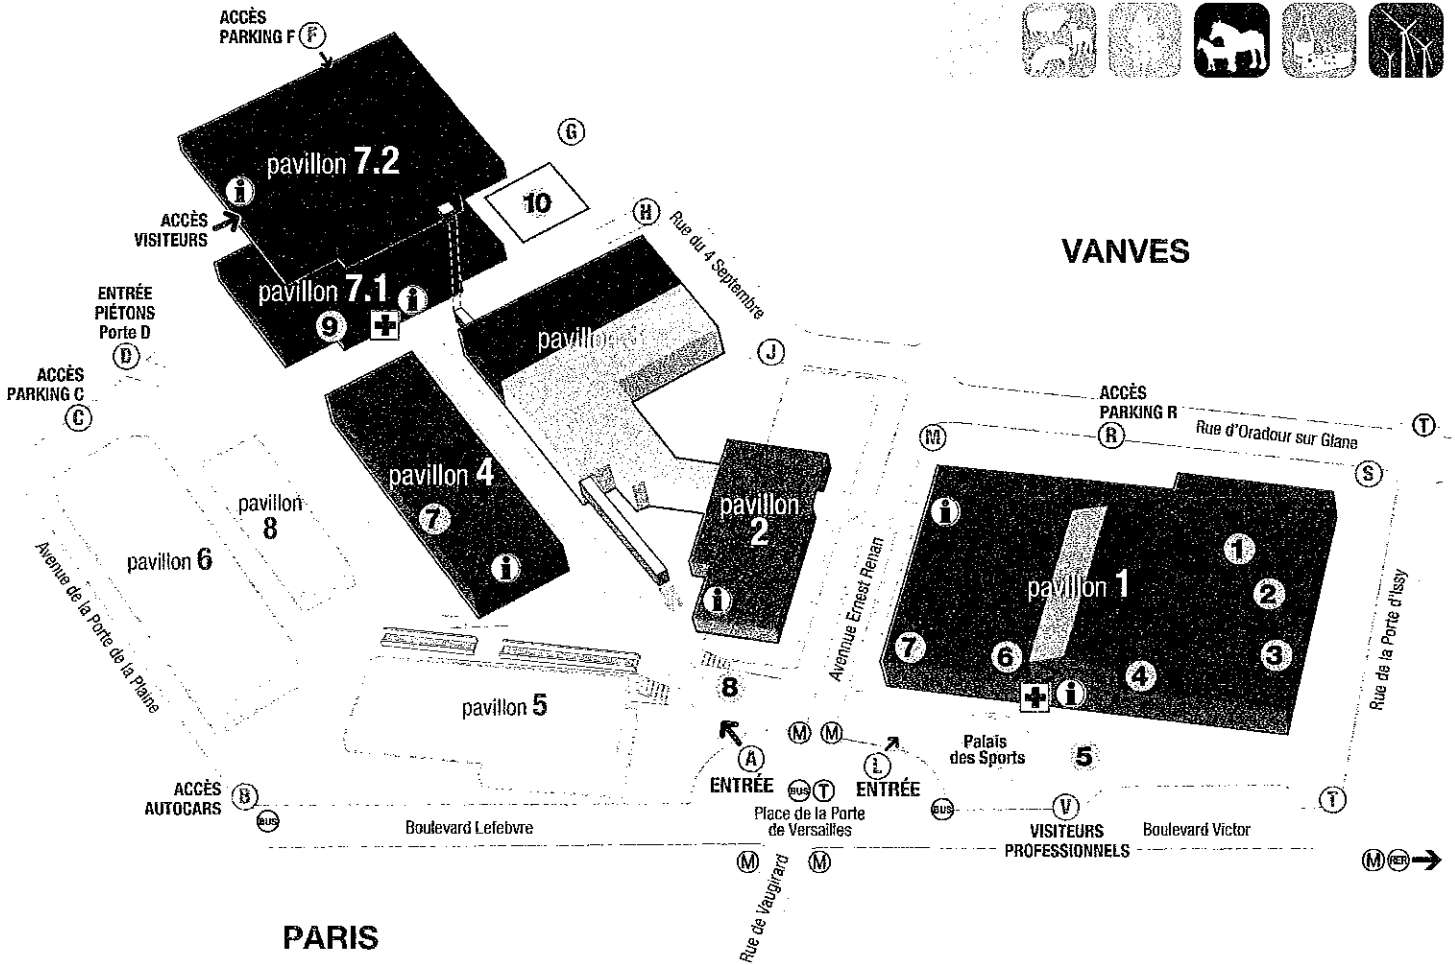 ACCÈS
PARKING F F
G
pavillon 7.2
i
10
ACCÈS
VISITEURS
H
Rue du 4 Septembre
VANVES
pavillon 7.1
i
9
ENTRÉE
PIÉTONS
Porte D
D
pavillon
J
ACCÈS
PARKING C
C
ACCÈS
PARKING R
R
Rue d'Oradour sur Glane
T
M
S
pavillon 4
7
i
pavillon
2
i
pavillon
8
pavillon 6
Avenue de la Porte de la Plaine
Avennue Ernest Renan
i
pavillon 1
1
2
3
4
6
7
i
Rue de la Porte d'Issy
pavillon 5
8
M M
Palais
des Sports
5
A
ENTRÉE
L
ENTRÉE
ACCÈS
AUTOCARS
B
BUS
BUS T
Place de la Porte
de Versailles
BUS
V
VISITEURS
PROFESSIONNELS
T
Boulevard Lefebvre
Boulevard Victor
M M
M RER
Rue de Vaugirard
PARIS